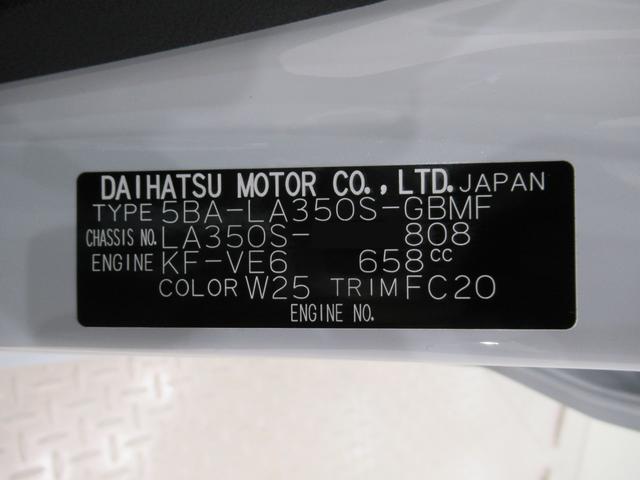 DAIHATSU MOTOR CO., LTD. JAPAN
TYPE 5BA-LA350S-GBMF
CHASSIS NO. LA350S- 808
ENGINE KF-VE6 658cc
COLOR W25 TRIM FC20
ENGINE NO.